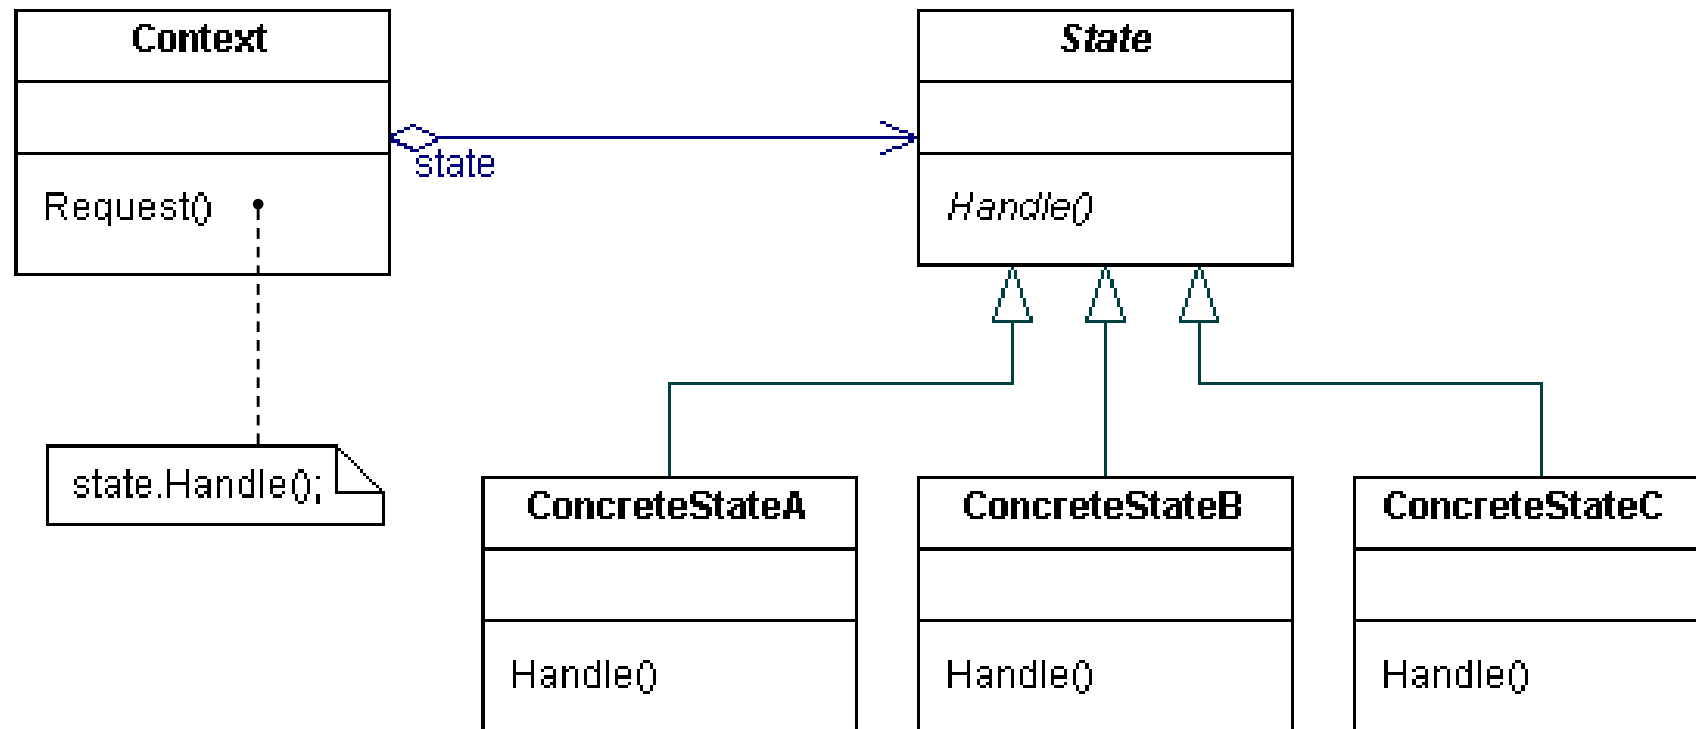 Context
State
state
Request()
Handle()
state.Handle();
ConcreteStateA
ConcreteStateB
ConcreteStateC
Handle()
Handle()
Handle()